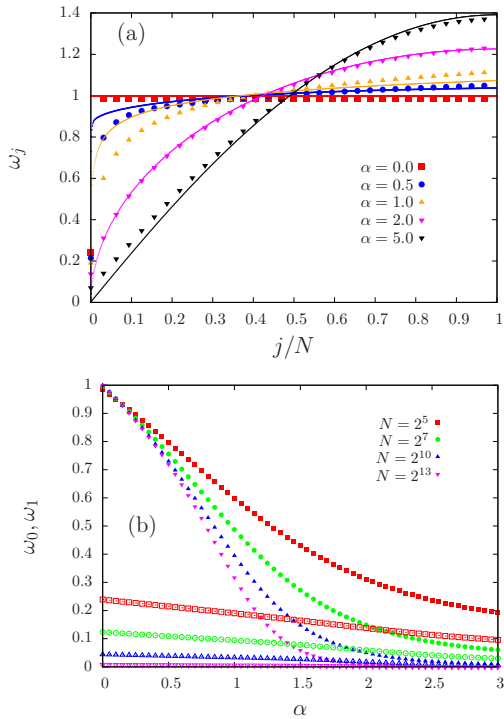 1.4
(a)
1.2
1
0.8
ω_j
0.6
α = 0.0
α = 0.5
0.4
α = 1.0
α = 2.0
0.2
α = 5.0
0
0 0.1 0.2 0.3 0.4 0.5 0.6 0.7 0.8 0.9 1
j/N
1
0.9
N = 2^5
0.8
N = 2^7
0.7
N = 2^10
N = 2^13
0.6
ω_0, ω_1
0.5
(b)
0.4
0.3
0.2
0.1
0
0 0.5 1 1.5 2 2.5 3
α